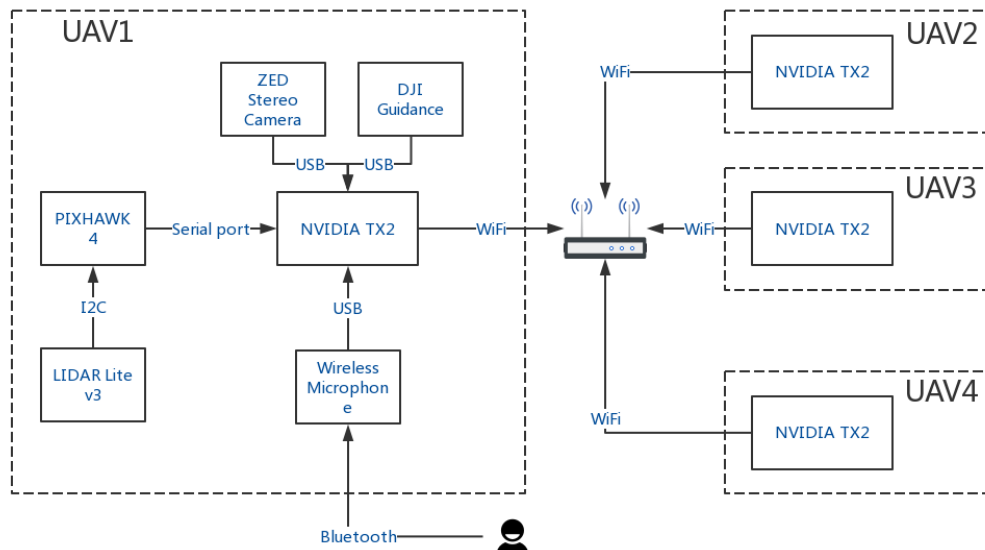 UAV1
UAV2
ZED
Stereo
Camera
DJI
Guidance
WiFi
NVIDIA TX2
USB
USB
UAV3
PIXHAWK
4
Serial port
NVIDIA TX2
WiFi
WiFi
NVIDIA TX2
I2C
USB
LIDAR Lite
v3
Wireless
Microphon
e
UAV4
WiFi
NVIDIA TX2
Bluetooth